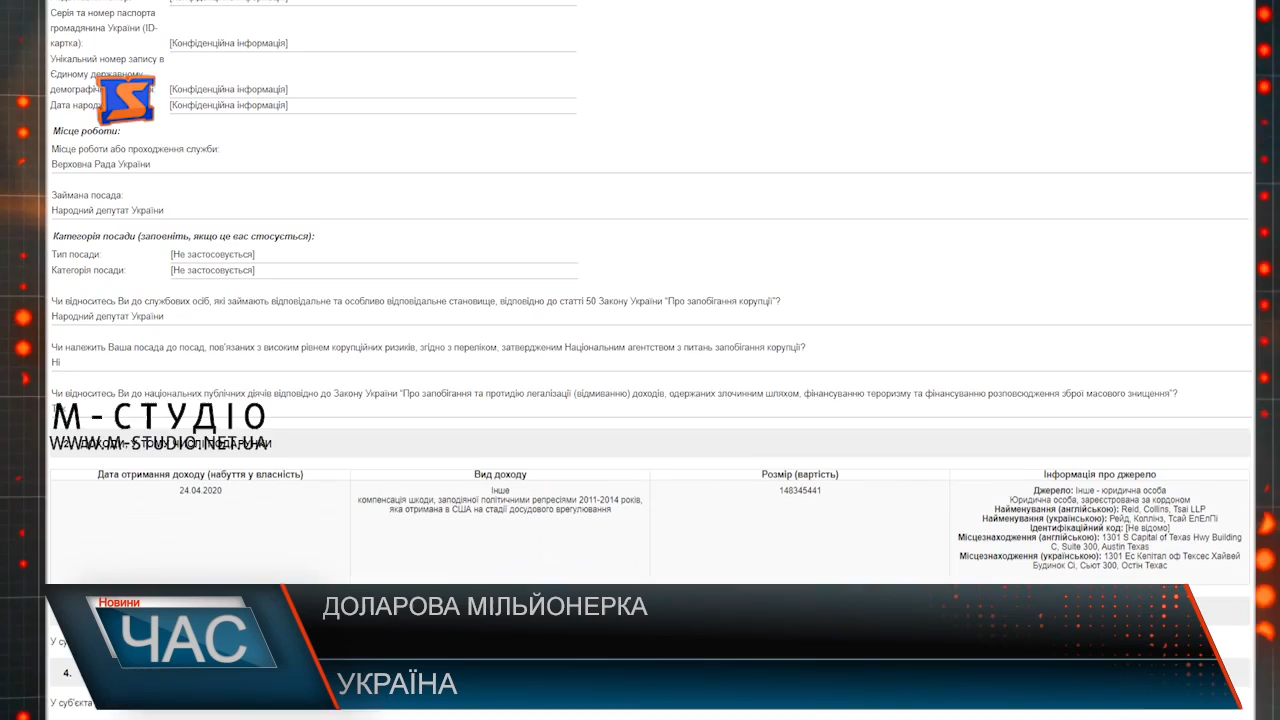 Серія та номер паспорта
громадянина України (ID-
картка): [Конфіденційна інформація]
Унікальний номер запису в
Єдиному державному
[Конфіденційна інформація]
Дата [Конфіденційна інформація]
Місце роботи:
Місце роботи або проходження служби:
Верховна Рада України
Займана посада:
Народний депутат України
Категорія посади (заповніть, якщо це вас стосується):
Тип посади: [Не застосовується]
Категорія посади: [Не застосовується]
Чи відноситесь Ви до службових осіб, які займають відповідальне та особливо відповідальне становище, відповідно до статті 50 Закону України “Про запобігання корупції”?
Народний депутат України
Чи належить Ваша посада до посад, пов'язаних з високим рівнем корупційних ризиків, згідно з переліком, затвердженим Національним агентством з питань запобігання корупції?
Ні
Чи відноситесь Ви до національних публічних діячів відповідно до Закону України “Про запобігання та протидію легалізації (відмиванню) доходів, одержаних злочинним шляхом, фінансуванню тероризму та фінансуванню розповсюдження зброї масового знищення”?
М-СТУДІО
WWW.M-STUDIO.NET.UA
Дата отримання доходу (набуття у власність) Вид доходу Розмір (вартість) Інформація про джерело
24.04.2020 Інше 148345441 Джерело: Інше - юридична особа
компенсація шкоди, заподіяної політичними репресіями 2011-2014 років, Юридична особа, зареєстрована за кордоном
яка отримана в США на стадії досудового врегулювання Найменування (англійською): Reid, Collins, Tsai LLP
Найменування (українською): Рейд, Коллінз, Тсай ЕлЕлПі
Ідентифікаційний код: [Не відомо]
Місцезнаходження (англійською): 1301 S Capital of Texas Hwy Building
C, Suite 300, Austin Texas
Місцезнаходження (українською): 1301 Ес Кепітал оф Тексес Хайвей
Будинок Сі, Сьют 300, Остін Техас
Новини
ЧАС
ДОЛАРОВА МІЛЬЙОНЕРКА
УКРАЇНА
4.
У суб'єкта